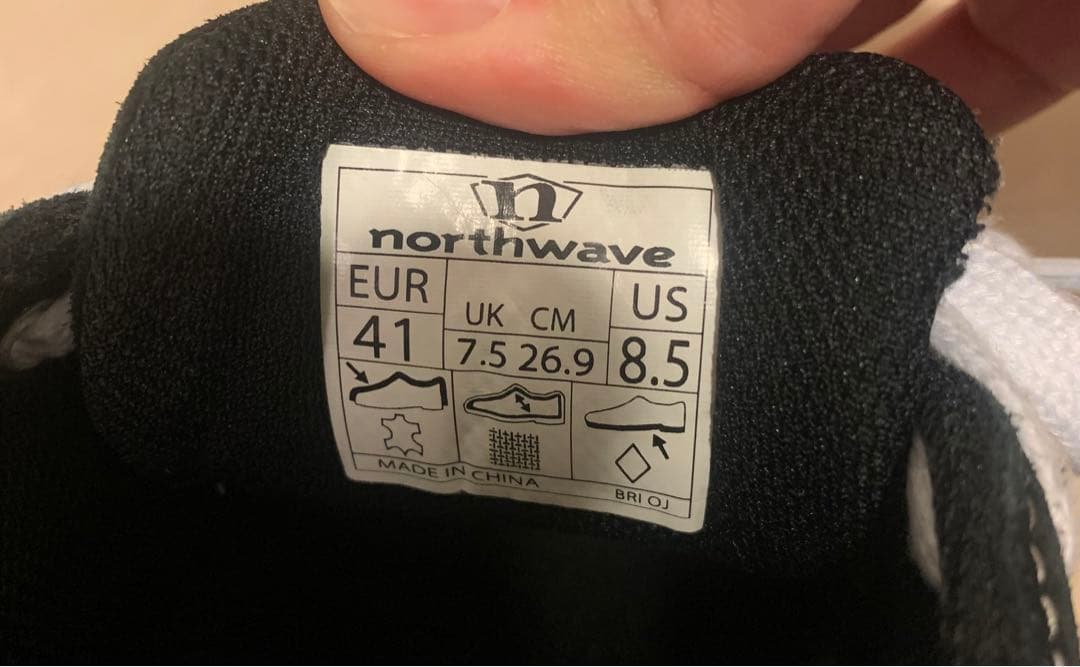 n
northwave
EUR UK CM US
41 7.5 26.9 8.5
MADE IN CHINA
BRI OJ